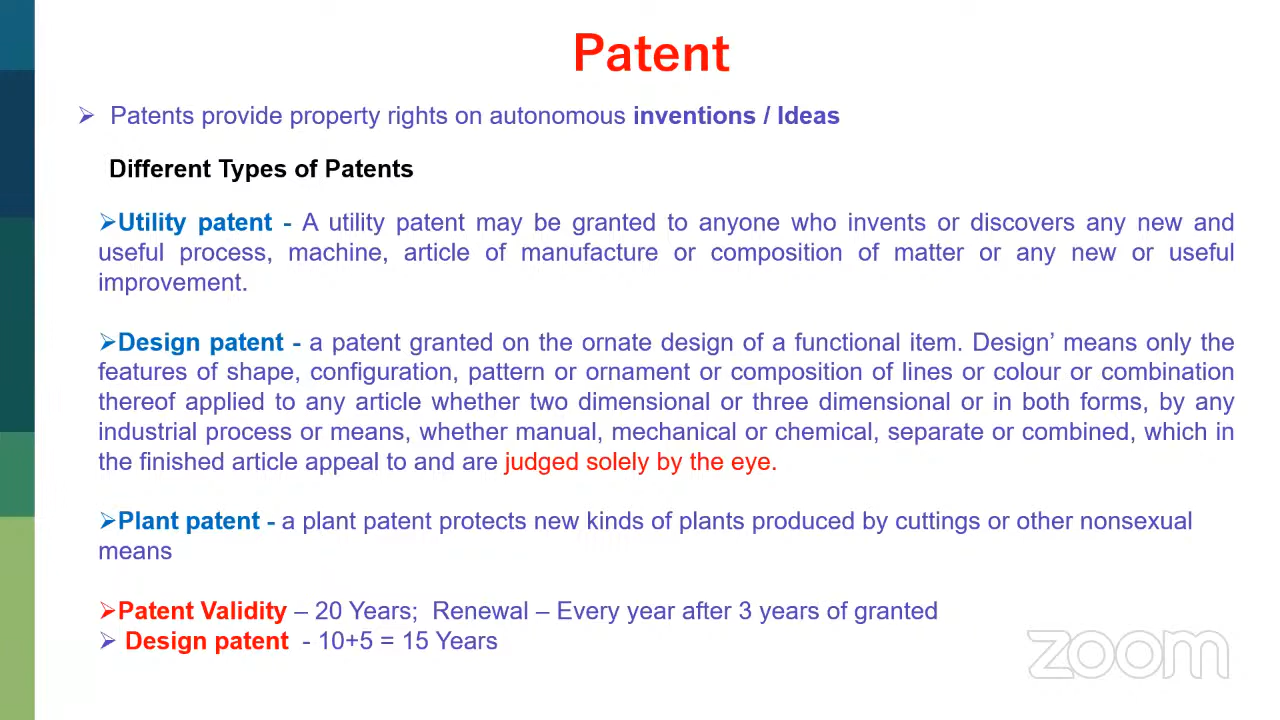 Patent
➢ Patents provide property rights on autonomous inventions / Ideas
Different Types of Patents
➢Utility patent - A utility patent may be granted to anyone who invents or discovers any new and
useful process, machine, article of manufacture or composition of matter or any new or useful
improvement.
➢Design patent - a patent granted on the ornate design of a functional item. Design’ means only the
features of shape, configuration, pattern or ornament or composition of lines or colour or combination
thereof applied to any article whether two dimensional or three dimensional or in both forms, by any
industrial process or means, whether manual, mechanical or chemical, separate or combined, which in
the finished article appeal to and are judged solely by the eye.
➢Plant patent - a plant patent protects new kinds of plants produced by cuttings or other nonsexual
means
➢Patent Validity – 20 Years; Renewal – Every year after 3 years of granted
➢ Design patent - 10+5 = 15 Years
zoom